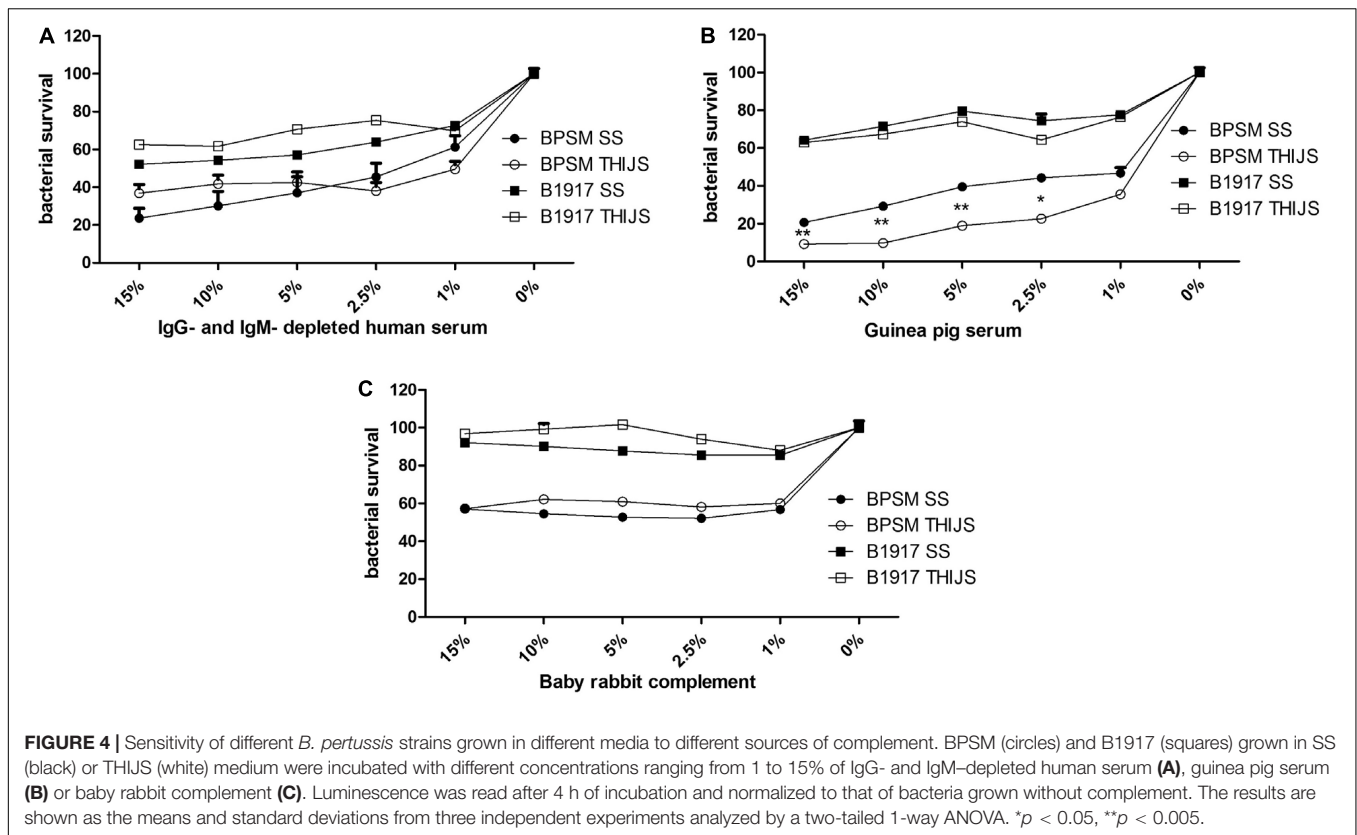 A
120
100
80
60
40
20
0
bacterial survival
15%
10%
5%
2.5%
1%
0%
IgG- and IgM- depleted human serum
BPSM SS
BPSM THIJS
B1917 SS
B1917 THIJS
B
120
100
80
60
40
20
0
bacterial survival
**
**
**
*
15%
10%
5%
2.5%
1%
0%
Guinea pig serum
BPSM SS
BPSM THIJS
B1917 SS
B1917 THIJS
C
120
100
80
60
40
20
0
bacterial survival
15%
10%
5%
2.5%
1%
0%
Baby rabbit complement
BPSM SS
BPSM THIJS
B1917 SS
B1917 THIJS
FIGURE 4 | Sensitivity of different B. pertussis strains grown in different media to different sources of complement. BPSM (circles) and B1917 (squares) grown in SS
(black) or THIJS (white) medium were incubated with different concentrations ranging from 1 to 15% of IgG- and IgM–depleted human serum (A), guinea pig serum
(B) or baby rabbit complement (C). Luminescence was read after 4 h of incubation and normalized to that of bacteria grown without complement. The results are
shown as the means and standard deviations from three independent experiments analyzed by a two-tailed 1-way ANOVA. *p < 0.05, **p < 0.005.